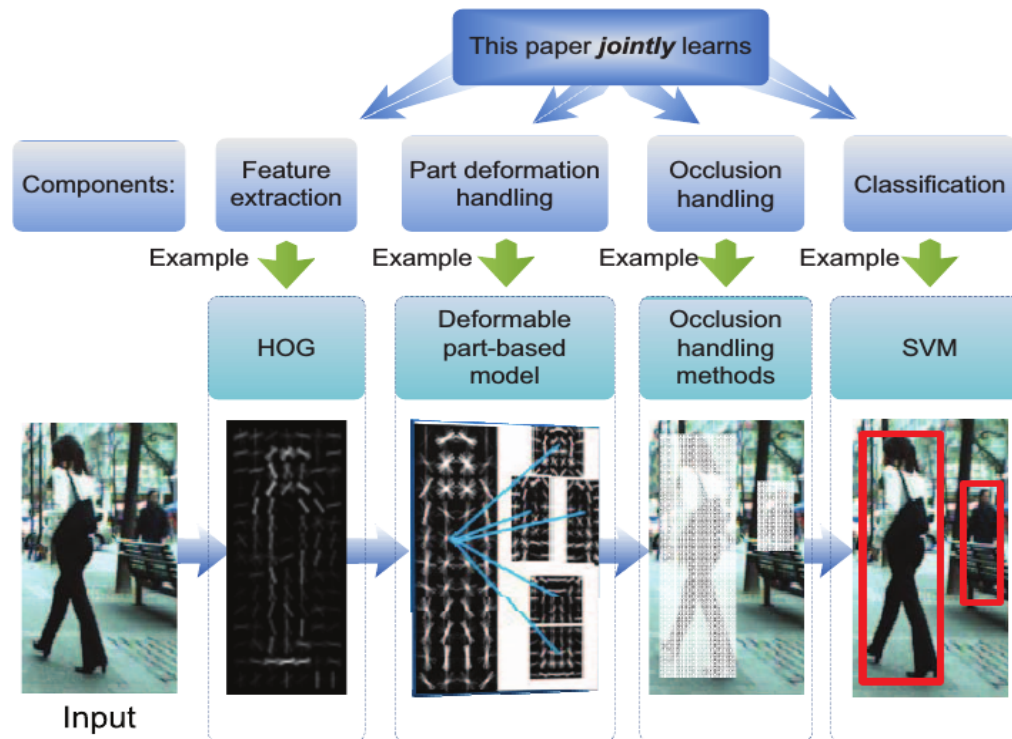 This paper jointly learns
Components:
Feature
extraction
Part deformation
handling
Occlusion
handling
Classification
Example
Example
Example
Example
HOG
Deformable
part-based
model
Occlusion
handling
methods
SVM
Input